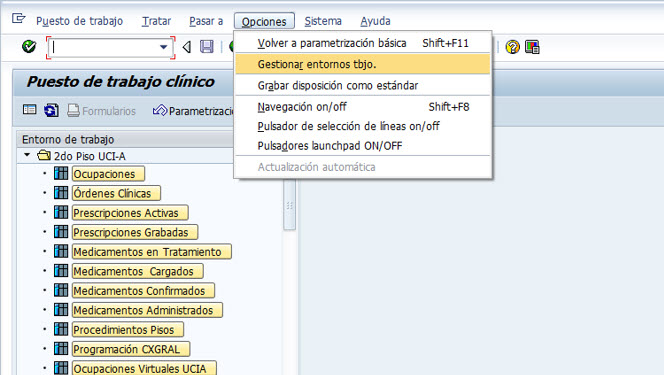 Puesto de trabajo Tratar Pasar a Opciones Sistema Ayuda
Volver a parametrización básica Shift+F11
Gestionar entornos tbjo.
Grabar disposición como estándar
Navegación on/off Shift+F8
Pulsador de selección de líneas on/off
Pulsadores launchpad ON/OFF
Actualización automática
Puesto de trabajo clínico
Formularios
Entorno de trabajo
2do Piso UCI-A
Ocupaciones
Órdenes Clínicas
Prescripciones Activas
Prescripciones Grabadas
Medicamentos en Tratamiento
Medicamentos Cargados
Medicamentos Confirmados
Medicamentos Administrados
Procedimientos Pisos
Programación CXGRAL
Ocupaciones Virtuales UCIA